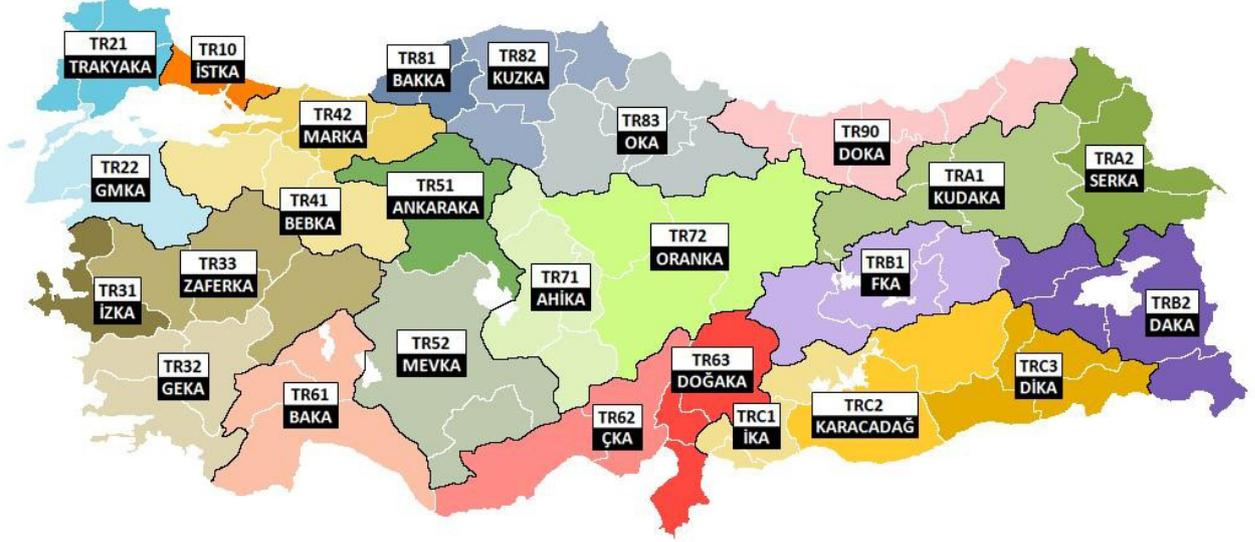 TR21
TRAKYAKA
TR10
İSTKA
TR81
BAKKA
TR82
KUZKA
TR42
MARKA
TR83
OKA
TR90
DOKA
TRA2
SERKA
TR22
GMKA
TR41
BEBKA
TR51
ANKARAKA
TRA1
KUDAKA
TR72
ORANKA
TR33
ZAFERKA
TR71
AHİKA
TRB1
FKA
TR31
İZKA
TRB2
DAKA
TR52
MEVKA
TR32
GEKA
TR63
DOĞAKA
TRC3
DİKA
TR61
BAKA
TR62
ÇKA
TRC1
İKA
TRC2
KARACADAĞ